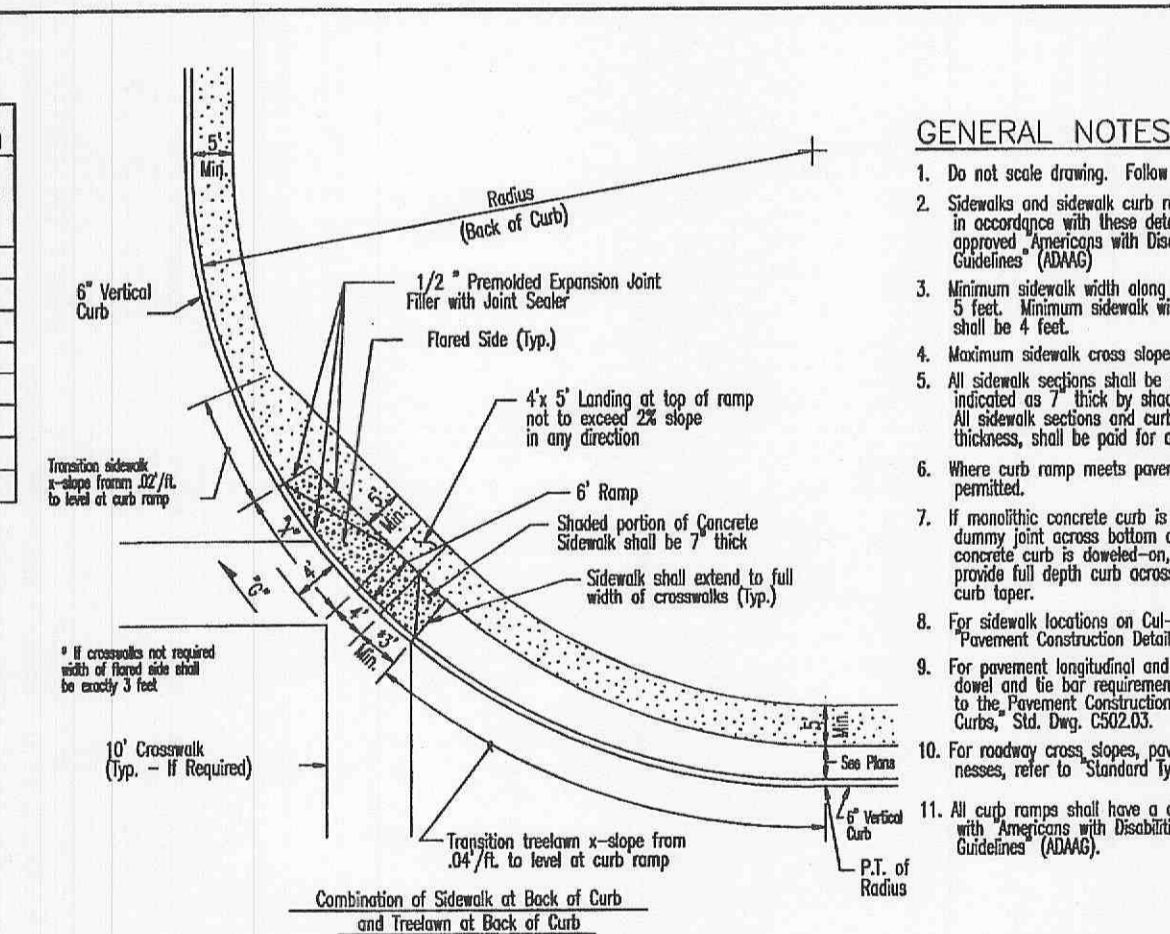 5'
Min.
Radius
(Back of Curb)
6" Vertical
Curb
1/2 " Premolded Expansion Joint
Filler with Joint Sealer
Flared Side (Typ.)
4'x 5' Landing at top of ramp
not to exceed 2% slope
in any direction
Transition sidewalk
x-slope fromm .02'/ft.
to level at curb ramp
5'
Min.
6' Ramp
Shaded portion of Concrete
Sidewalk shall be 7" thick
Sidewalk shall extend to full
width of crosswalks (Typ.)
4'
4'
*3'
Min.
* If crosswalks not required
width of flared side shall
be exactly 3 feet
10' Crosswalk
(Typ. - If Required)
5'
Min.
See Plans
6" Vertical
Curb
P.T. of
Radius
Transition treelawn x-slope from
.04'/ft. to level at curb ramp
Combination of Sidewalk at Back of Curb
and Treelawn at Back of Curb
GENERAL NOTES
1. Do not scale drawing. Follow
2. Sidewalks and sidewalk curb
in accordance with these
approved "Americans with
Guidelines" (ADAAG)
3. Minimum sidewalk width along
5 feet. Minimum sidewalk
shall be 4 feet.
4. Maximum sidewalk cross slope
5. All sidewalk sections shall be
indicated as 7" thick by
All sidewalk sections and
thickness, shall be paid for
6. Where curb ramp meets
permitted.
7. If monolithic concrete curb is
dummy joint across bottom
concrete curb is doweled-on,
provide full depth curb
curb taper.
8. For sidewalk locations on Cul-
"Pavement Construction
9. For pavement longitudinal and
dowel and tie bar
to the Pavement Construction
Curbs," Std. Dwg. C502.03.
10. For roadway cross slopes,
nesses, refer to "Standard
11. All curb ramps shall have a
with "Americans with
Guidelines" (ADAAG).